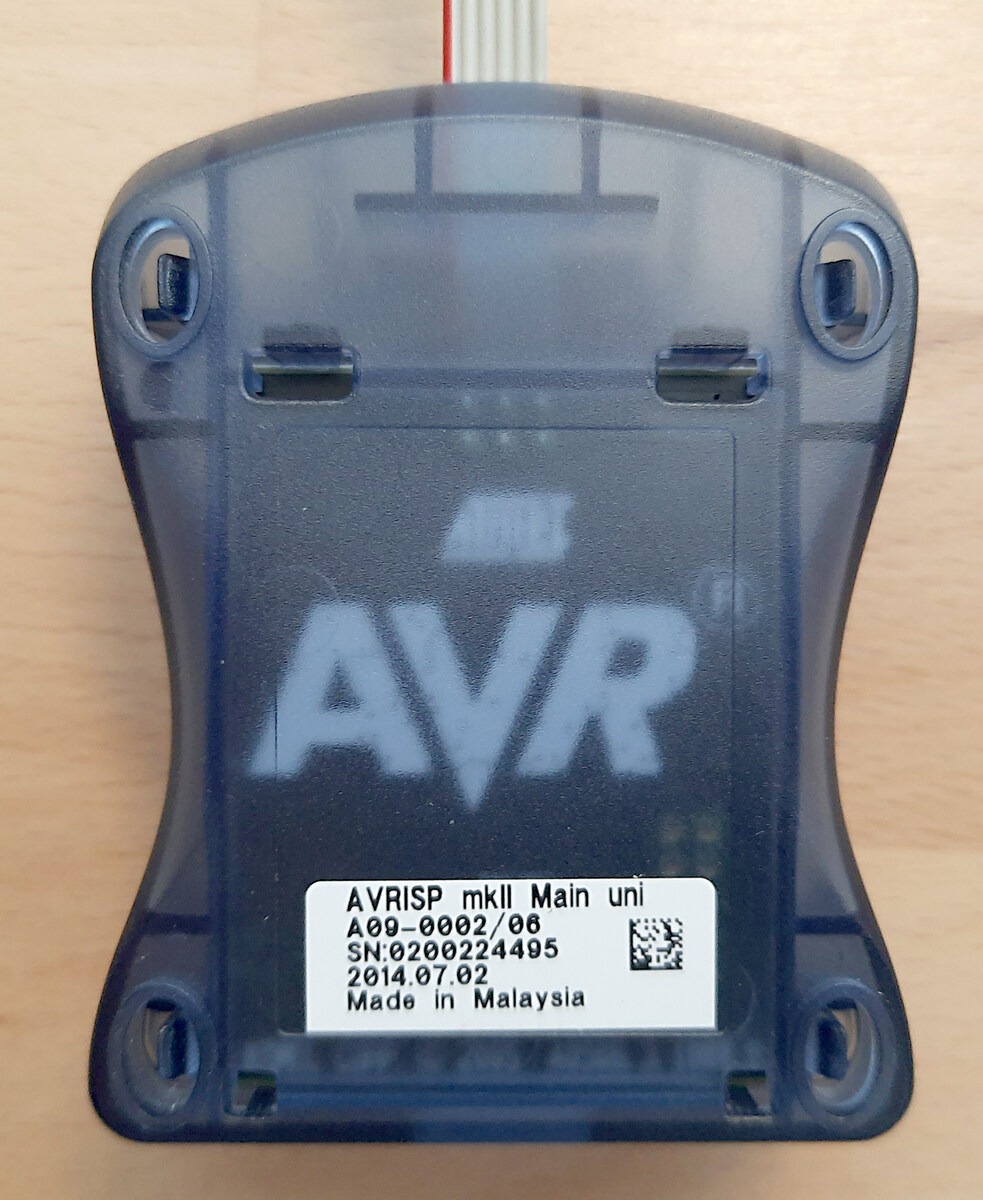 AVR®
AVRISP mkII Main uni
A09-0002/06
SN:0200224495
2014.07.02
Made in Malaysia